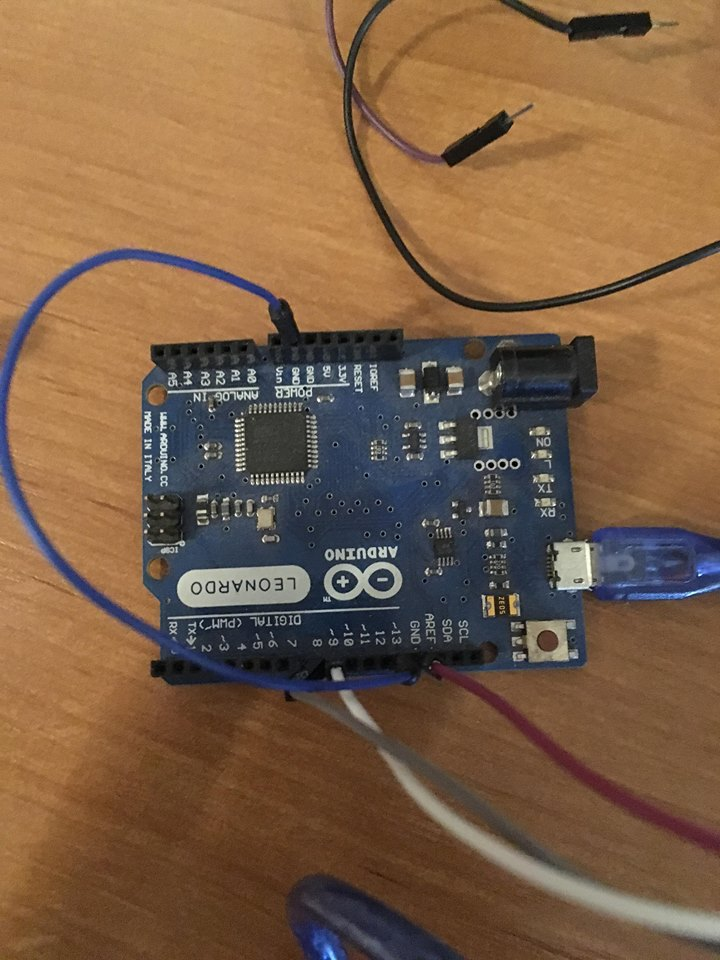 IOREF
RESET
3.3V
5V
GND
GND
Vin
A0
A1
A2
A3
A4
A5
POWER
ANALOG IN
WWW.ARDUINO.CC
MADE IN ITALY
ICSP
ON
L
TX
RX
ARDUINO
TM
LEONARDO
DIGITAL (PWM~)
SCL
SDA
AREF
GND
~13
12
~11
~10
~9
8
7
~6
~5
4
~3
2